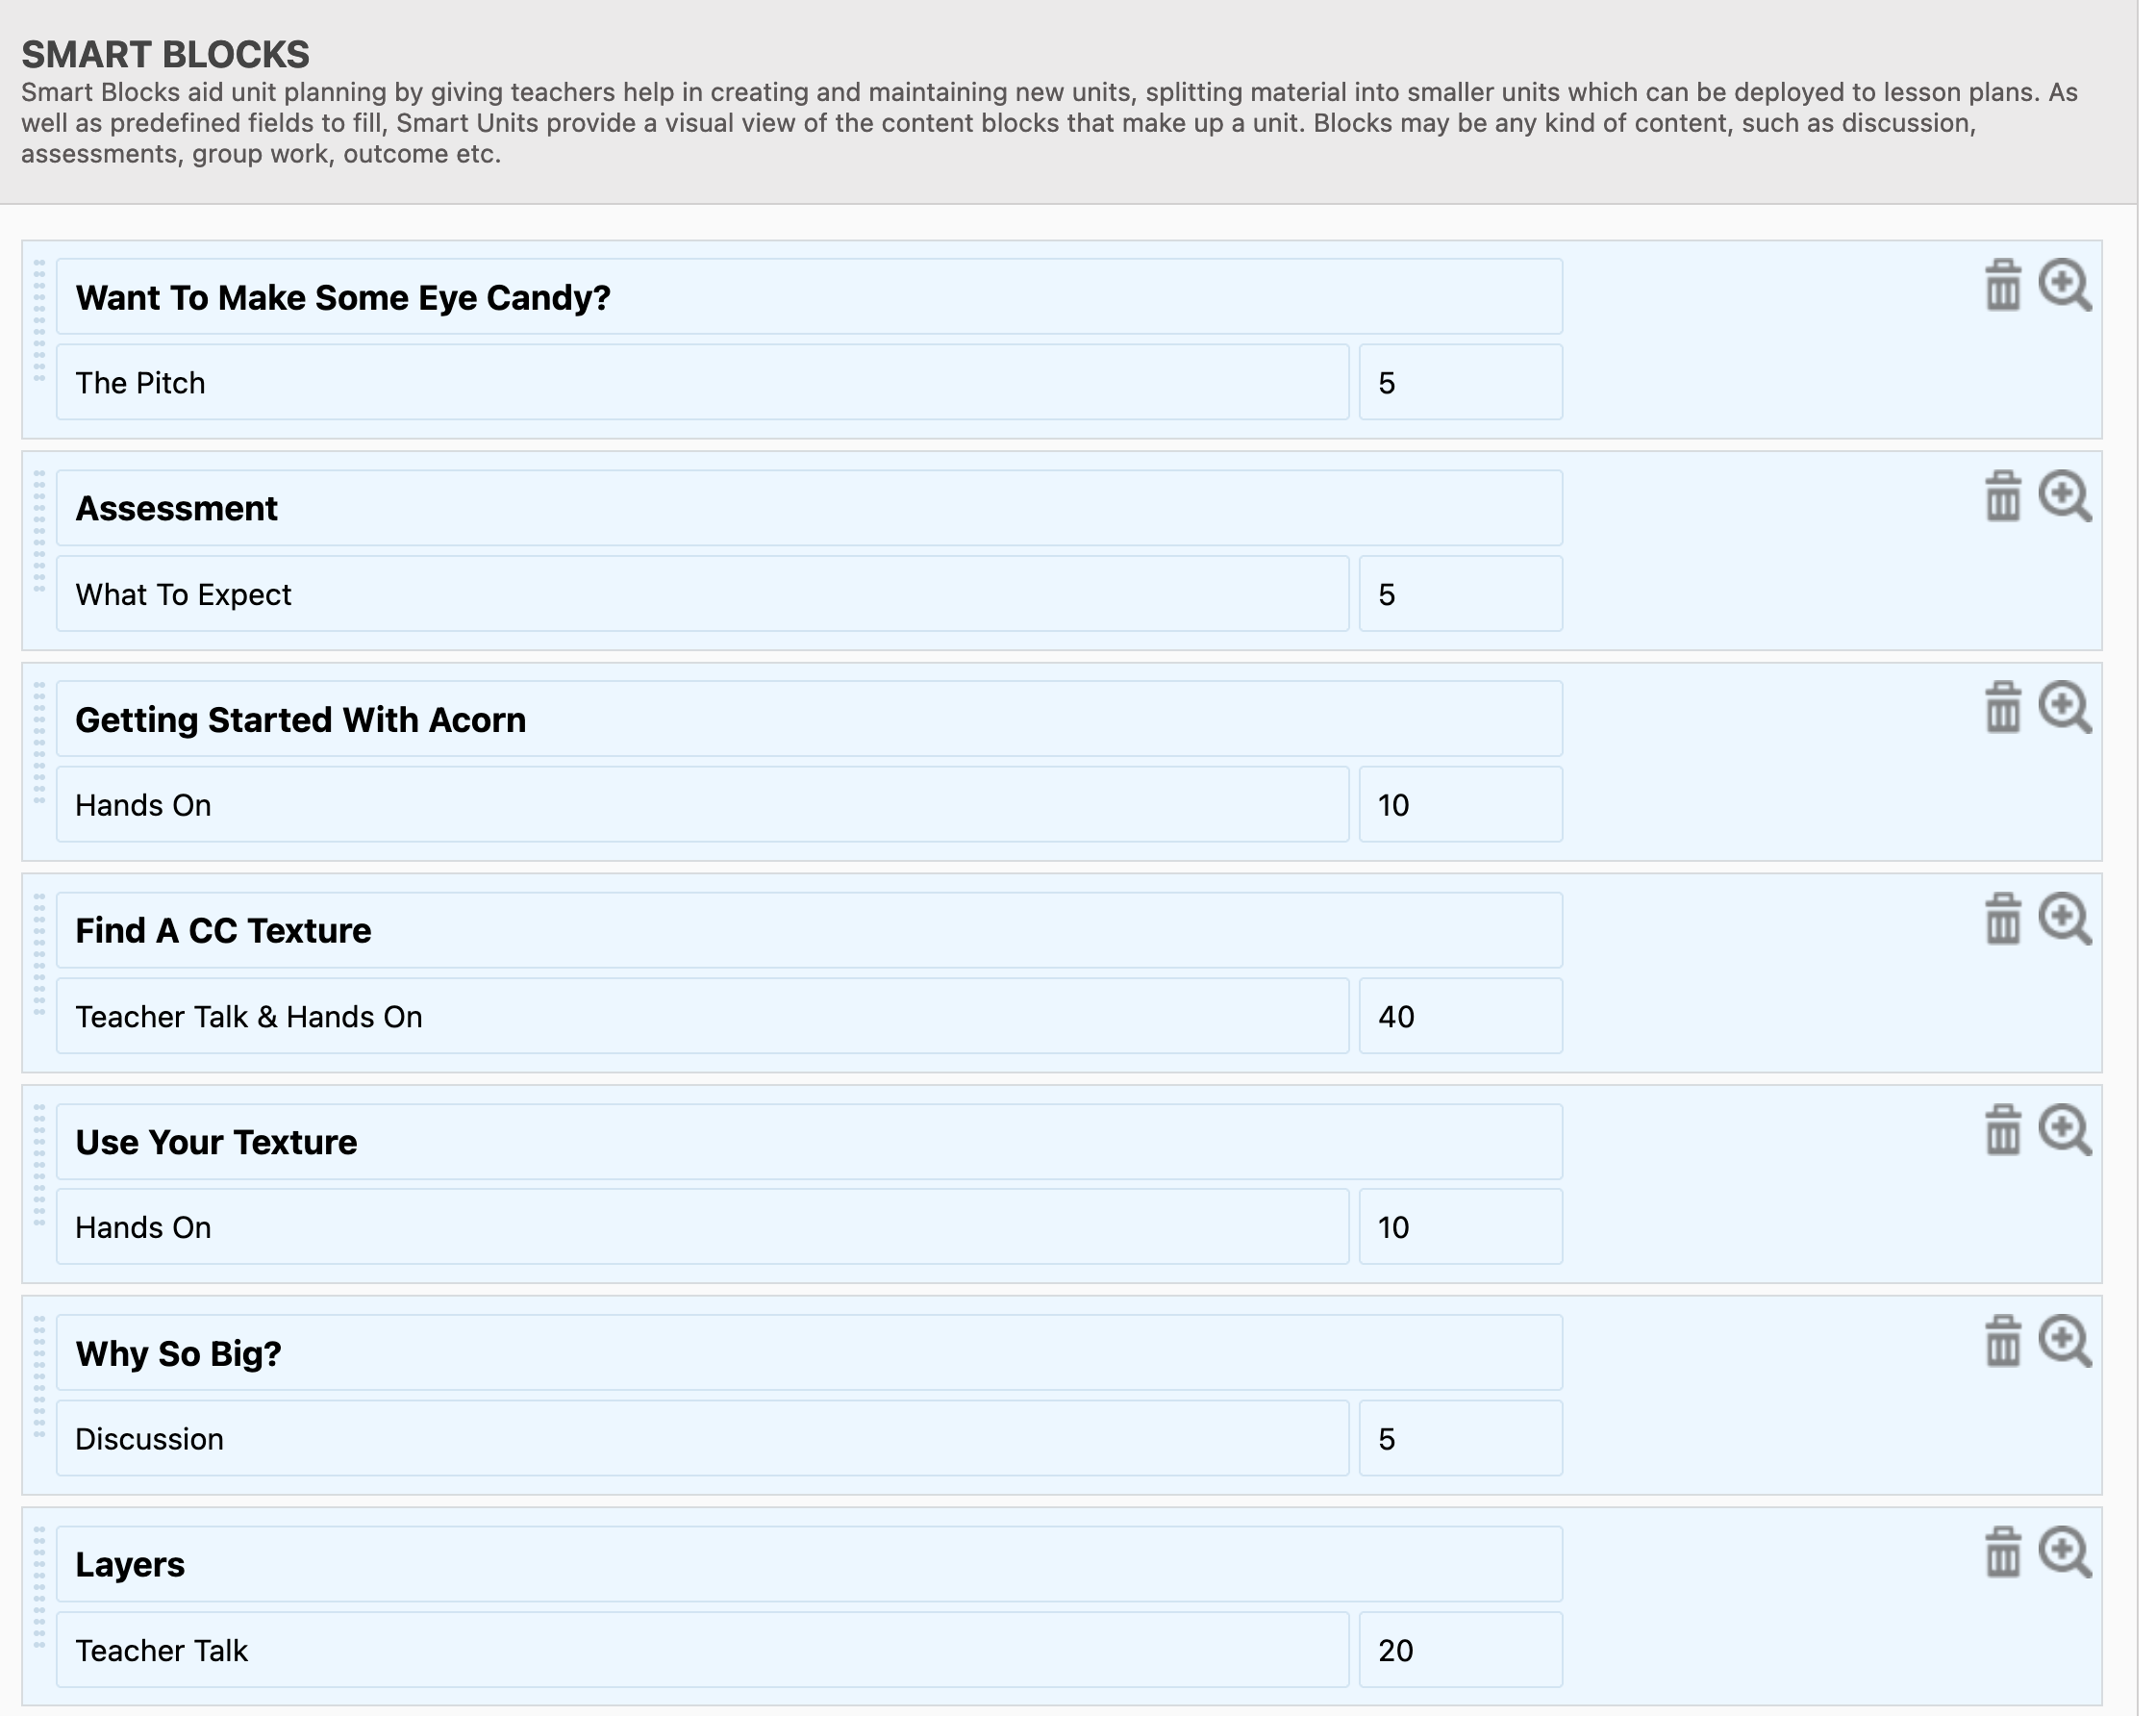 SMART BLOCKS
Smart Blocks aid unit planning by giving teachers help in creating and maintaining new units, splitting material into smaller units which can be deployed to lesson plans. As
well as predefined fields to fill, Smart Units provide a visual view of the content blocks that make up a unit. Blocks may be any kind of content, such as discussion,
assessments, group work, outcome etc.
Want To Make Some Eye Candy?
The Pitch 5
Assessment
What To Expect 5
Getting Started With Acorn
Hands On 10
Find A CC Texture
Teacher Talk & Hands On 40
Use Your Texture
Hands On 10
Why So Big?
Discussion 5
Layers
Teacher Talk 20